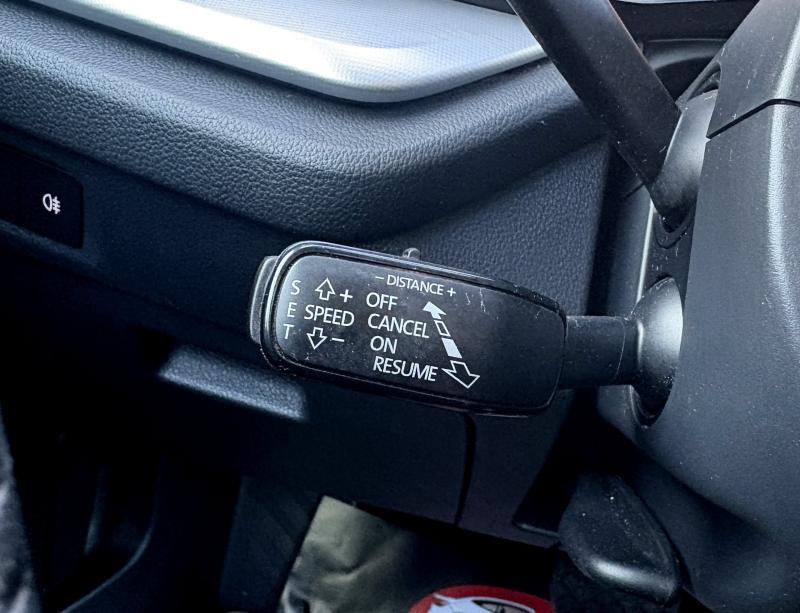 - DISTANCE +
S
E
T
+
SPEED
-
OFF
CANCEL
ON
RESUME